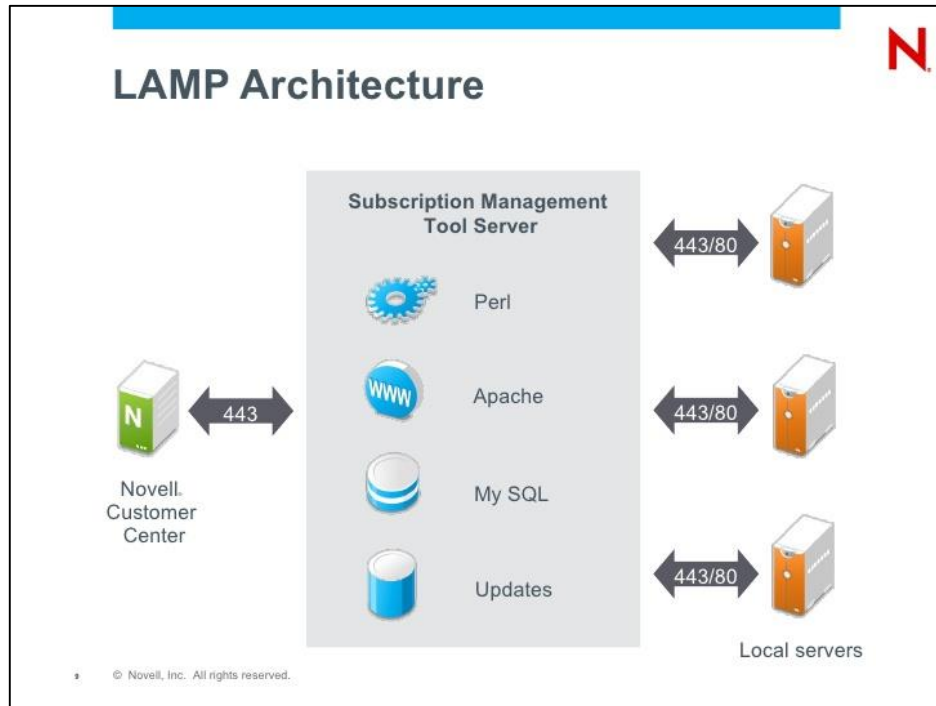 N
LAMP Architecture
Subscription Management
Tool Server
Perl
WWW
Apache
My SQL
Updates
N
Novell®
Customer
Center
443
443/80
443/80
443/80
Local servers
© Novell, Inc. All rights reserved.